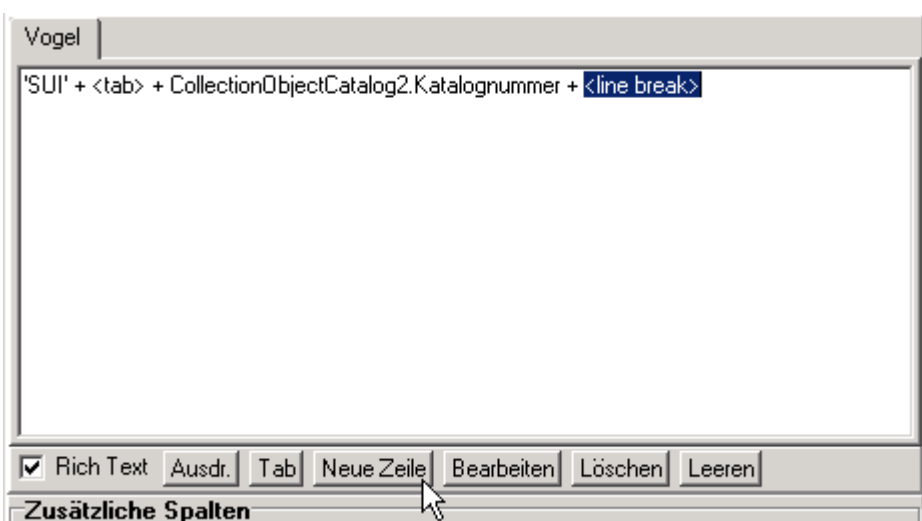 Vogel
'SUI' + <tab> + CollectionObjectCatalog2.Katalognummer + <line break>
Rich Text Ausdr. Tab Neue Zeile Bearbeiten Löschen Leeren
Zusätzliche Spalten